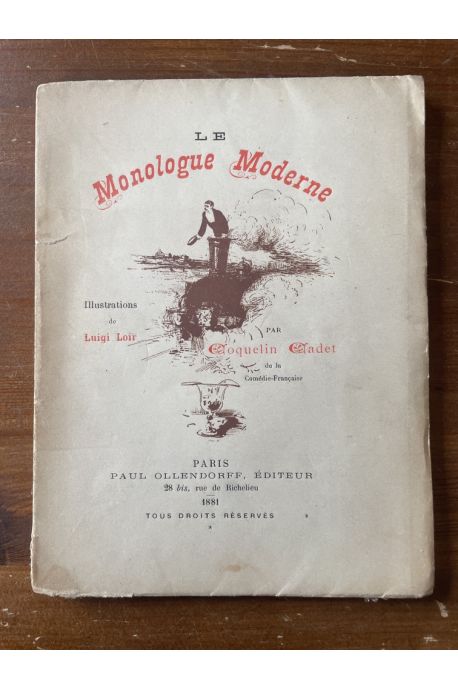 LE
Monologue Moderne
Illustrations
de
Luigi Loir
PAR
Coquelin Cadet
de la
Comédie-Française
PARIS
PAUL OLLENDORFF, ÉDITEUR
28 bis, rue de Richelieu
1881
TOUS DROITS RÉSERVÉS